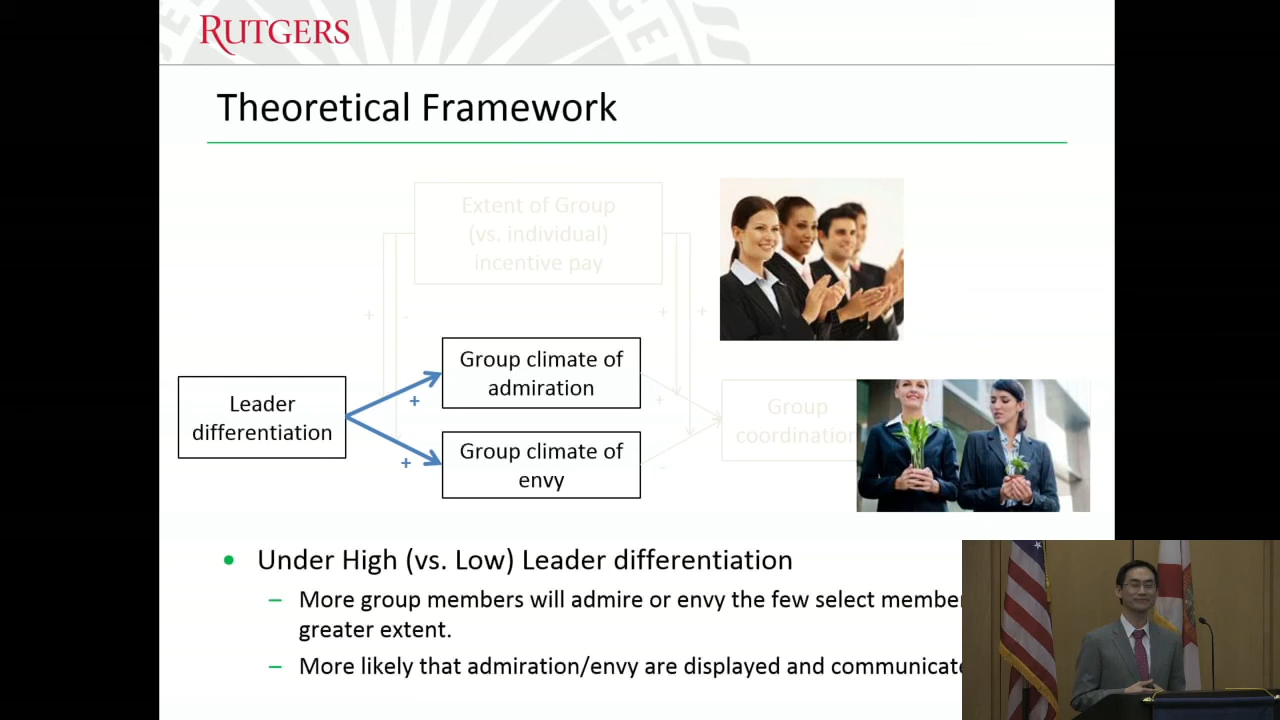 RUTGERS
Theoretical Framework
Extent of Group
(vs. individual)
incentive pay
+
-
+
+
Group climate of
admiration
Leader
differentiation
+
+
Group climate of
envy
+
-
Group
coordination
• Under High (vs. Low) Leader differentiation
– More group members will admire or envy the few select
greater extent.
– More likely that admiration/envy are displayed and